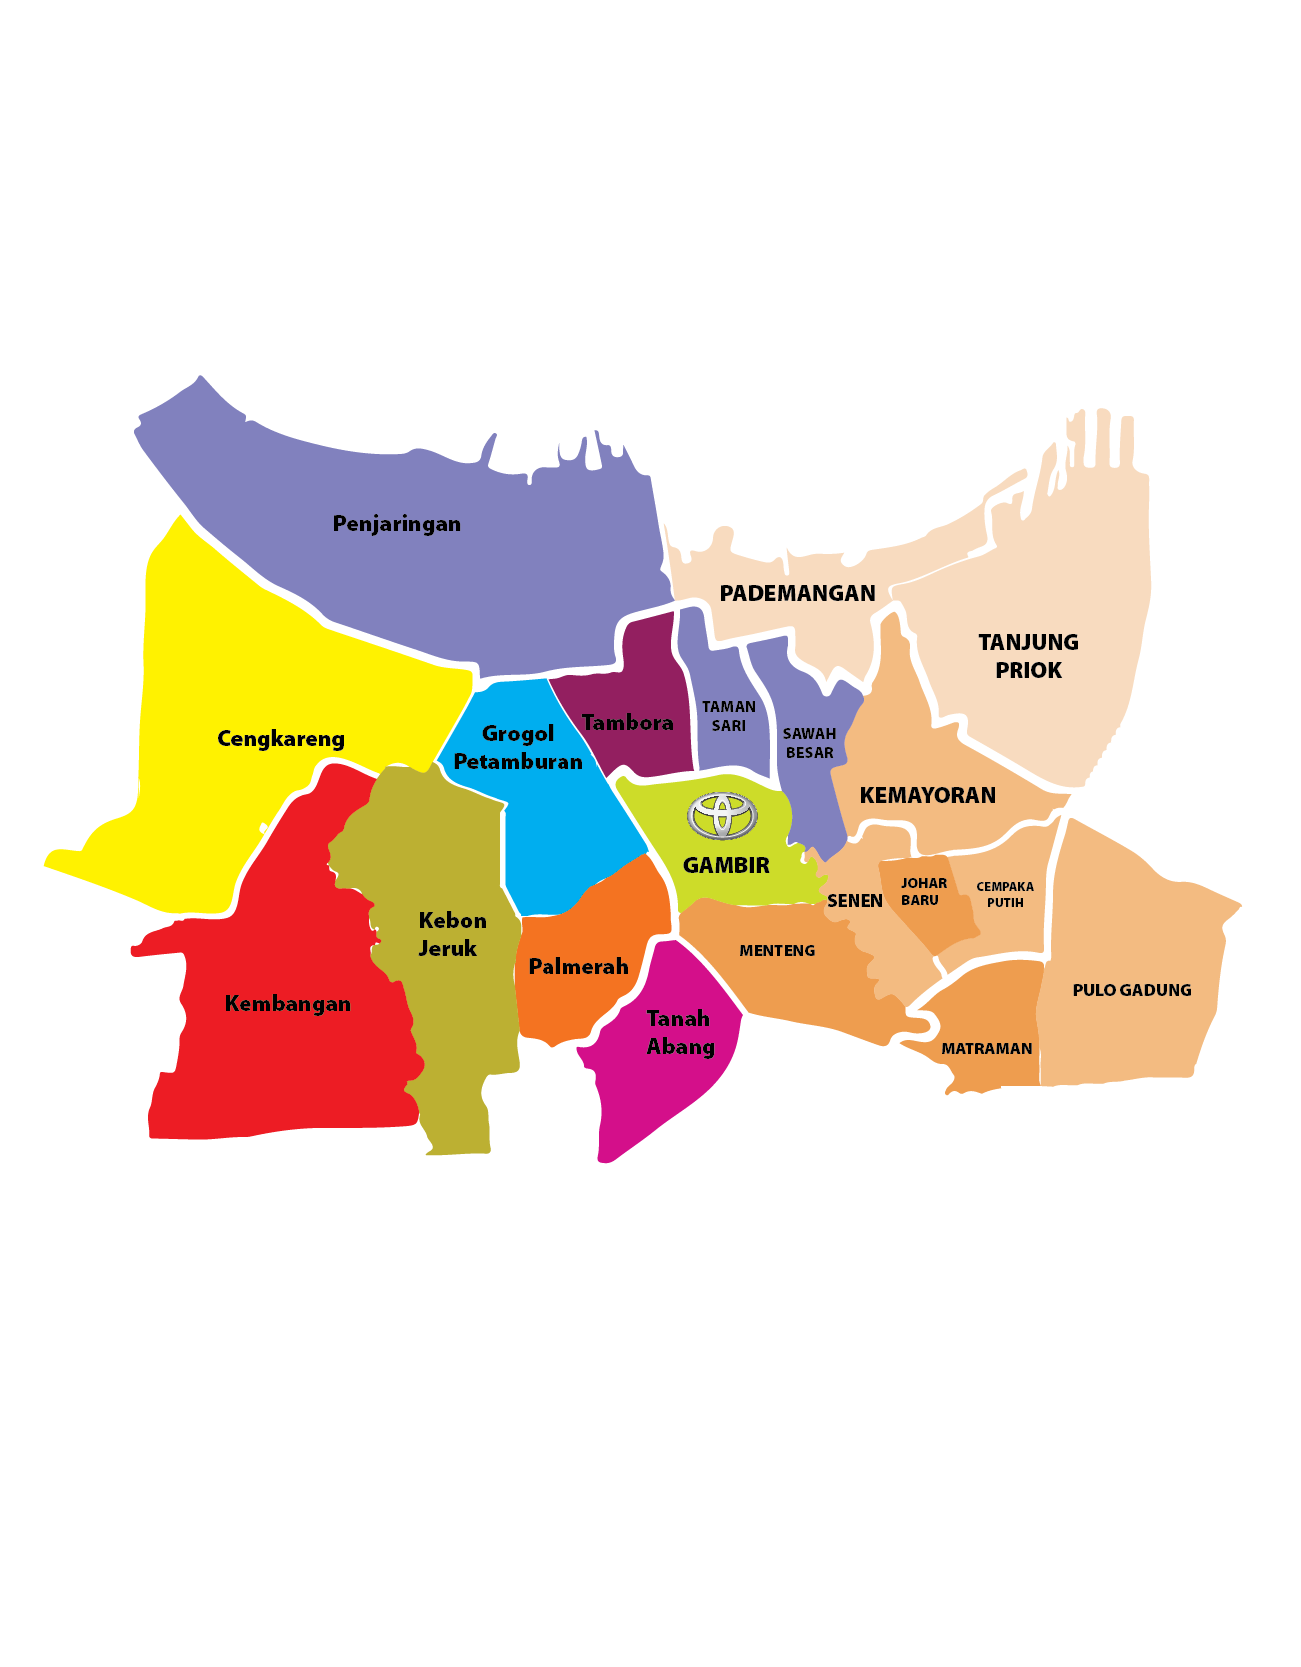 Penjaringan
PADEMANGAN
TANJUNG
PRIOK
Cengkareng
Grogol
Petamburan
Tambora
TAMAN
SARI
SAWAH
BESAR
KEMAYORAN
GAMBIR
SENEN
JOHAR
BARU
CEMPAKA
PUTIH
Kebon
Jeruk
Palmerah
MENTENG
PULO GADUNG
Kembangan
Tanah
Abang
MATRAMAN